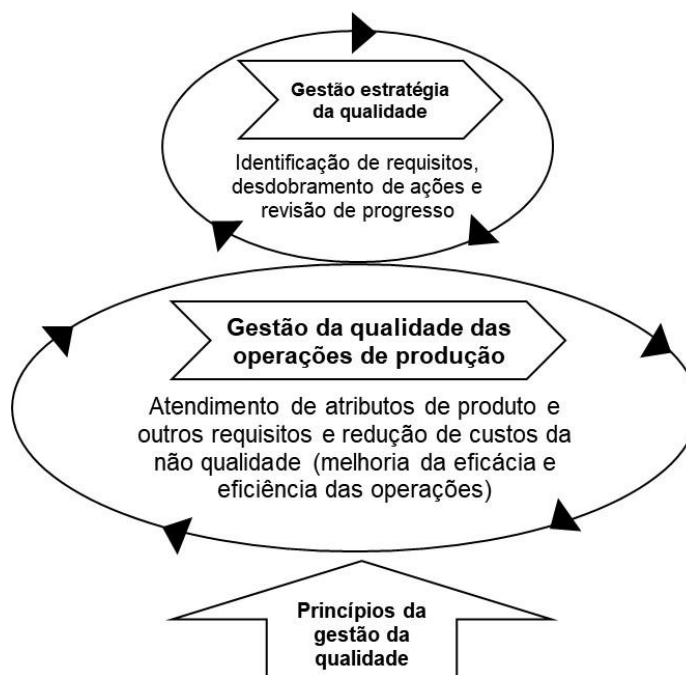 Gestão estratégia
da qualidade
Identificação de requisitos,
desdobramento de ações e
revisão de progresso
Gestão da qualidade das
operações de produção
Atendimento de atributos de produto e
outros requisitos e redução de custos da
não qualidade (melhoria da eficácia e
eficiência das operações)
Princípios da
gestão da
qualidade